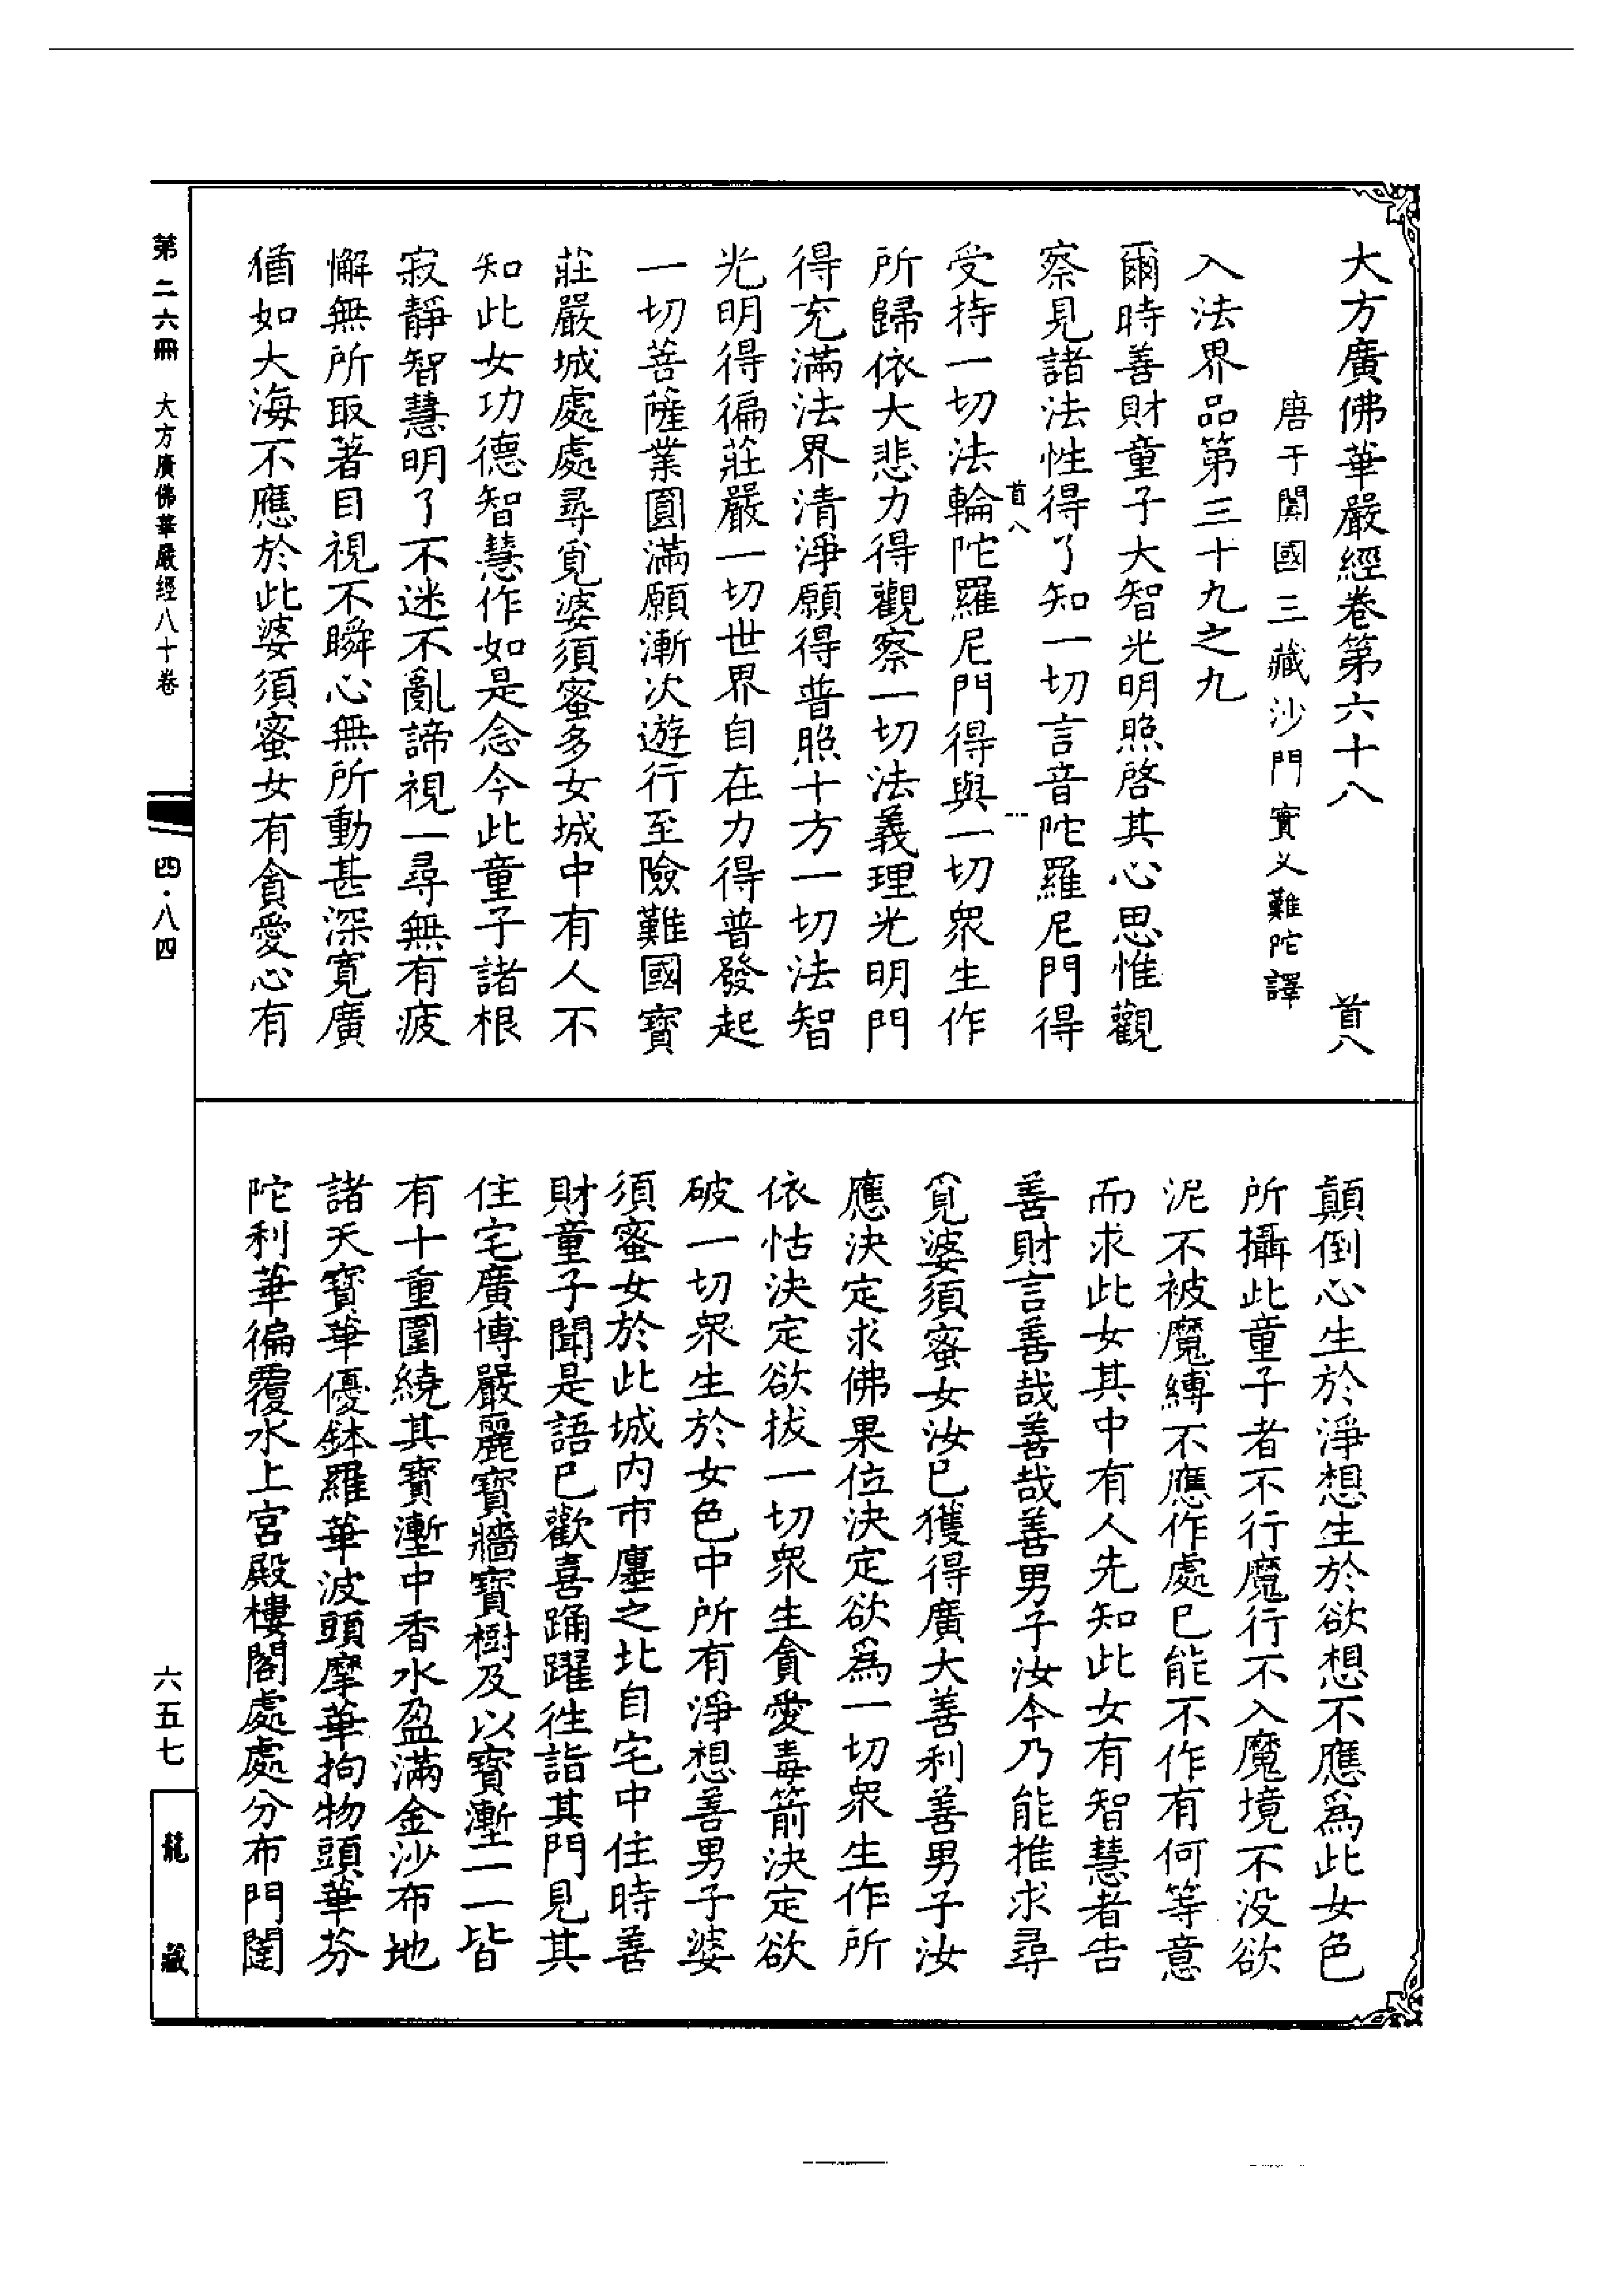 大方廣佛華嚴經卷第六十八　首八
唐于闐國三藏沙門實叉難陀譯
入法界品第三十九之九
爾時善財童子大智光明照啓其心思惟觀
察見諸法性得了知一切言音陀羅尼門得
首八
受持一切法輪陀羅尼門得與一切衆生作
所歸依大悲力得觀察一切法義理光明門
得充滿法界清淨願得普照十方一切法智
光明得徧莊嚴一切世界自在力得普發起
一切菩薩業圓滿願漸次遊行至險難國寶
莊嚴城處處尋覓婆須蜜多女城中有人不
知此女功德智慧作如是念今此童子諸根
寂靜智慧明了不迷不亂諦視一尋無有疲
懈無所取著目視不瞬心無所動甚深寬廣
猶如大海不應於此婆須蜜女有貪愛心有
顛倒心生於淨想生於欲想不應爲此女色
所攝此童子者不行魔行不入魔境不没欲
泥不被魔縛不應作處已能不作有何等意
而求此女其中有人先知此女有智慧者告
善財言善哉善哉善男子汝今乃能推求尋
覓婆須蜜女汝已獲得廣大善利善男子汝
應決定求佛果位決定欲爲一切衆生作所
依怙決定欲拔一切衆生貪愛毒箭決定欲
破一切衆生於女色中所有淨想善男子婆
須蜜女於此城内市廛之北自宅中住時善
財童子聞是語已歡喜踊躍往詣其門見其
住宅廣博嚴麗寶牆寶樹及以寶塹一一皆
有十重圍繞其寶塹中香水盈滿金沙布地
諸天寶華優鉢羅華波頭摩華拘物頭華芬
陀利華徧覆水上宮殿樓閣處處分布門闥
第二六冊　大方廣佛華嚴經八十卷
四·八四
六五七
龍藏